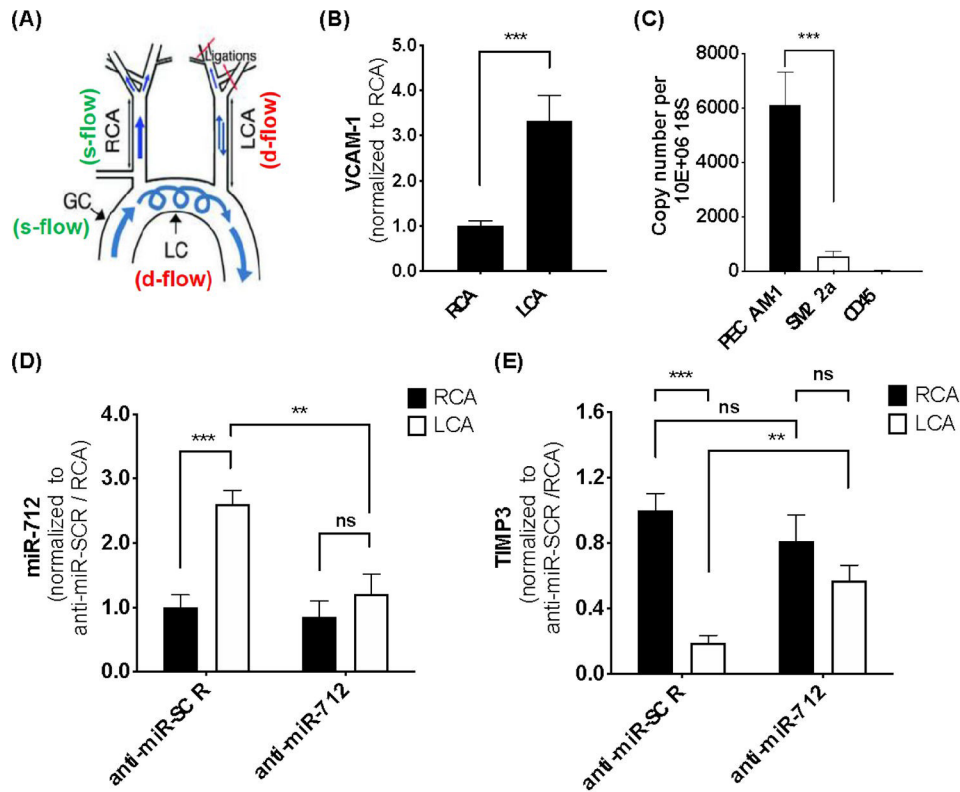 (A)
Ligations
(s-flow)
RCA
LCA
(d-flow)
GC
(s-flow)
LC
(d-flow)
(B)
VCAM-1
(normalized to RCA)
5.0
4.0
3.0
2.0
1.0
0.0
***
RCA
LCA
(C)
Copy number per
10E+06 18S
8000
6000
4000
2000
0
***
PEC AM-1
SM2 2a
CD45
(D)
miR-712
(normalized to
anti-miR-SCR / RCA)
4.0
3.0
2.0
1.0
0.0
***
**
ns
RCA
LCA
anti-miR-SC R
anti-miR-712
(E)
TIMP3
(normalized to
anti-miR-SCR /RCA)
1.6
1.2
0.8
0.4
0.0
***
ns
ns
**
RCA
LCA
anti-miR-SC R
anti-miR-712